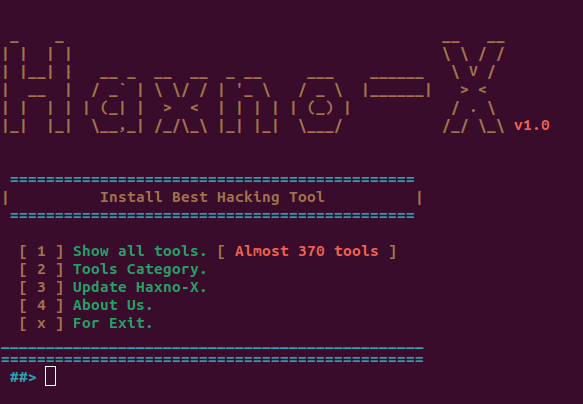 Haxno-X v1.0
=============================================
| Install Best Hacking Tool |
=============================================
[ 1 ] Show all tools. [ Almost 370 tools ]
[ 2 ] Tools Category.
[ 3 ] Update Haxno-X.
[ 4 ] About Us.
[ x ] For Exit.
_______________________________________________
===============================================
##>